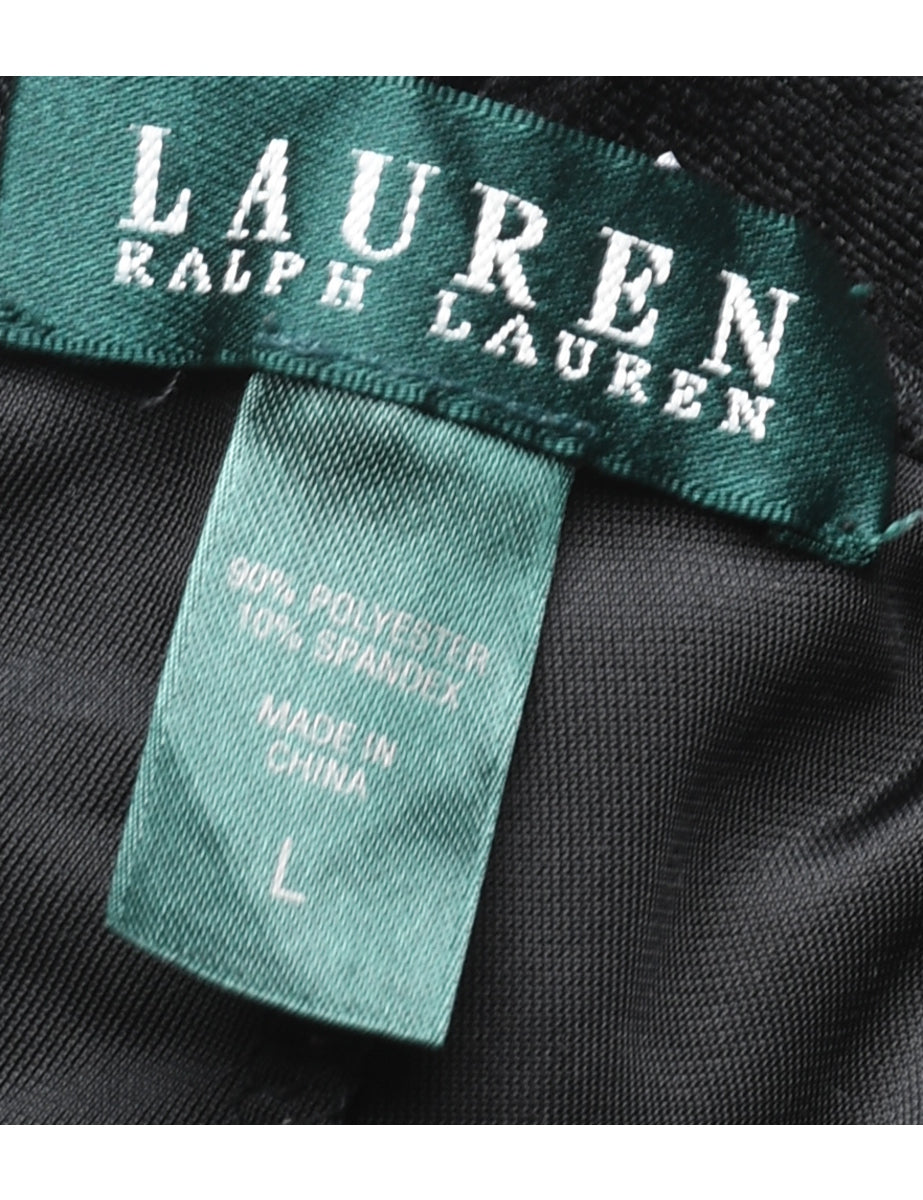 LAUREN
RALPH LAUREN
90% POLYESTER
10% SPANDEX
MADE IN
CHINA
L